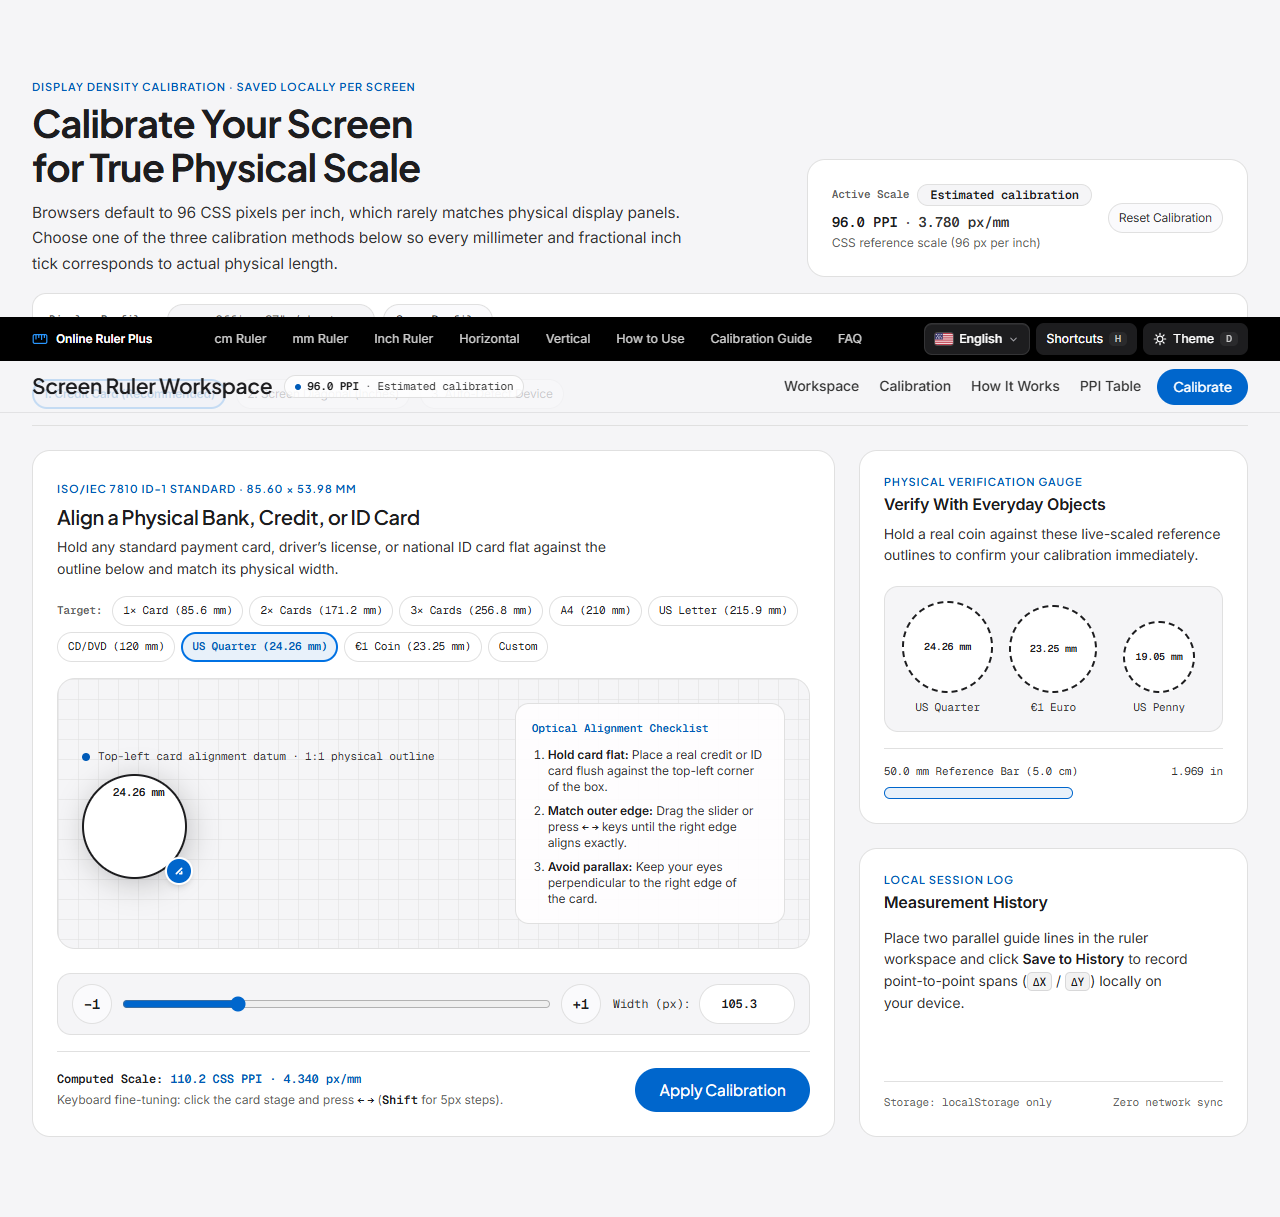 DISPLAY DENSITY CALIBRATION · SAVED LOCALLY PER SCREEN
Calibrate Your Screen
for True Physical Scale
Browsers default to 96 CSS pixels per inch, which rarely matches physical display panels.
Choose one of the three calibration methods below so every millimeter and fractional inch
tick corresponds to actual physical length.
Active Scale Estimated calibration
96.0 PPI · 3.780 px/mm
CSS reference scale (96 px per inch)
Reset Calibration
Online Ruler Plus cm Ruler mm Ruler Inch Ruler Horizontal Vertical How to Use Calibration Guide FAQ English Shortcuts H Theme D
Screen Ruler Workspace 96.0 PPI · Estimated calibration Workspace Calibration How It Works PPI Table Calibrate
ISO/IEC 7810 ID-1 STANDARD · 85.60 × 53.98 MM
Align a Physical Bank, Credit, or ID Card
Hold any standard payment card, driver’s license, or national ID card flat against the
outline below and match its physical width.
Target: 1× Card (85.6 mm) 2× Cards (171.2 mm) 3× Cards (256.8 mm) A4 (210 mm) US Letter (215.9 mm)
CD/DVD (120 mm) US Quarter (24.26 mm) €1 Coin (23.25 mm) Custom
Top-left card alignment datum · 1:1 physical outline
24.26 mm
Optical Alignment Checklist
1. Hold card flat: Place a real credit or ID
card flush against the top-left corner
of the box.
2. Match outer edge: Drag the slider or
press ←→ keys until the right edge
aligns exactly.
3. Avoid parallax: Keep your eyes
perpendicular to the right edge of
the card.
−1 +1 Width (px): 105.3
Computed Scale: 110.2 CSS PPI · 4.340 px/mm
Keyboard fine-tuning: click the card stage and press ←→ (Shift for 5px steps).
Apply Calibration
PHYSICAL VERIFICATION GAUGE
Verify With Everyday Objects
Hold a real coin against these live-scaled reference
outlines to confirm your calibration immediately.
24.26 mm 23.25 mm 19.05 mm
US Quarter €1 Euro US Penny
50.0 mm Reference Bar (5.0 cm) 1.969 in
LOCAL SESSION LOG
Measurement History
Place two parallel guide lines in the ruler
workspace and click Save to History to record
point-to-point spans (ΔX / ΔY) locally on
your device.
Storage: localStorage only Zero network sync